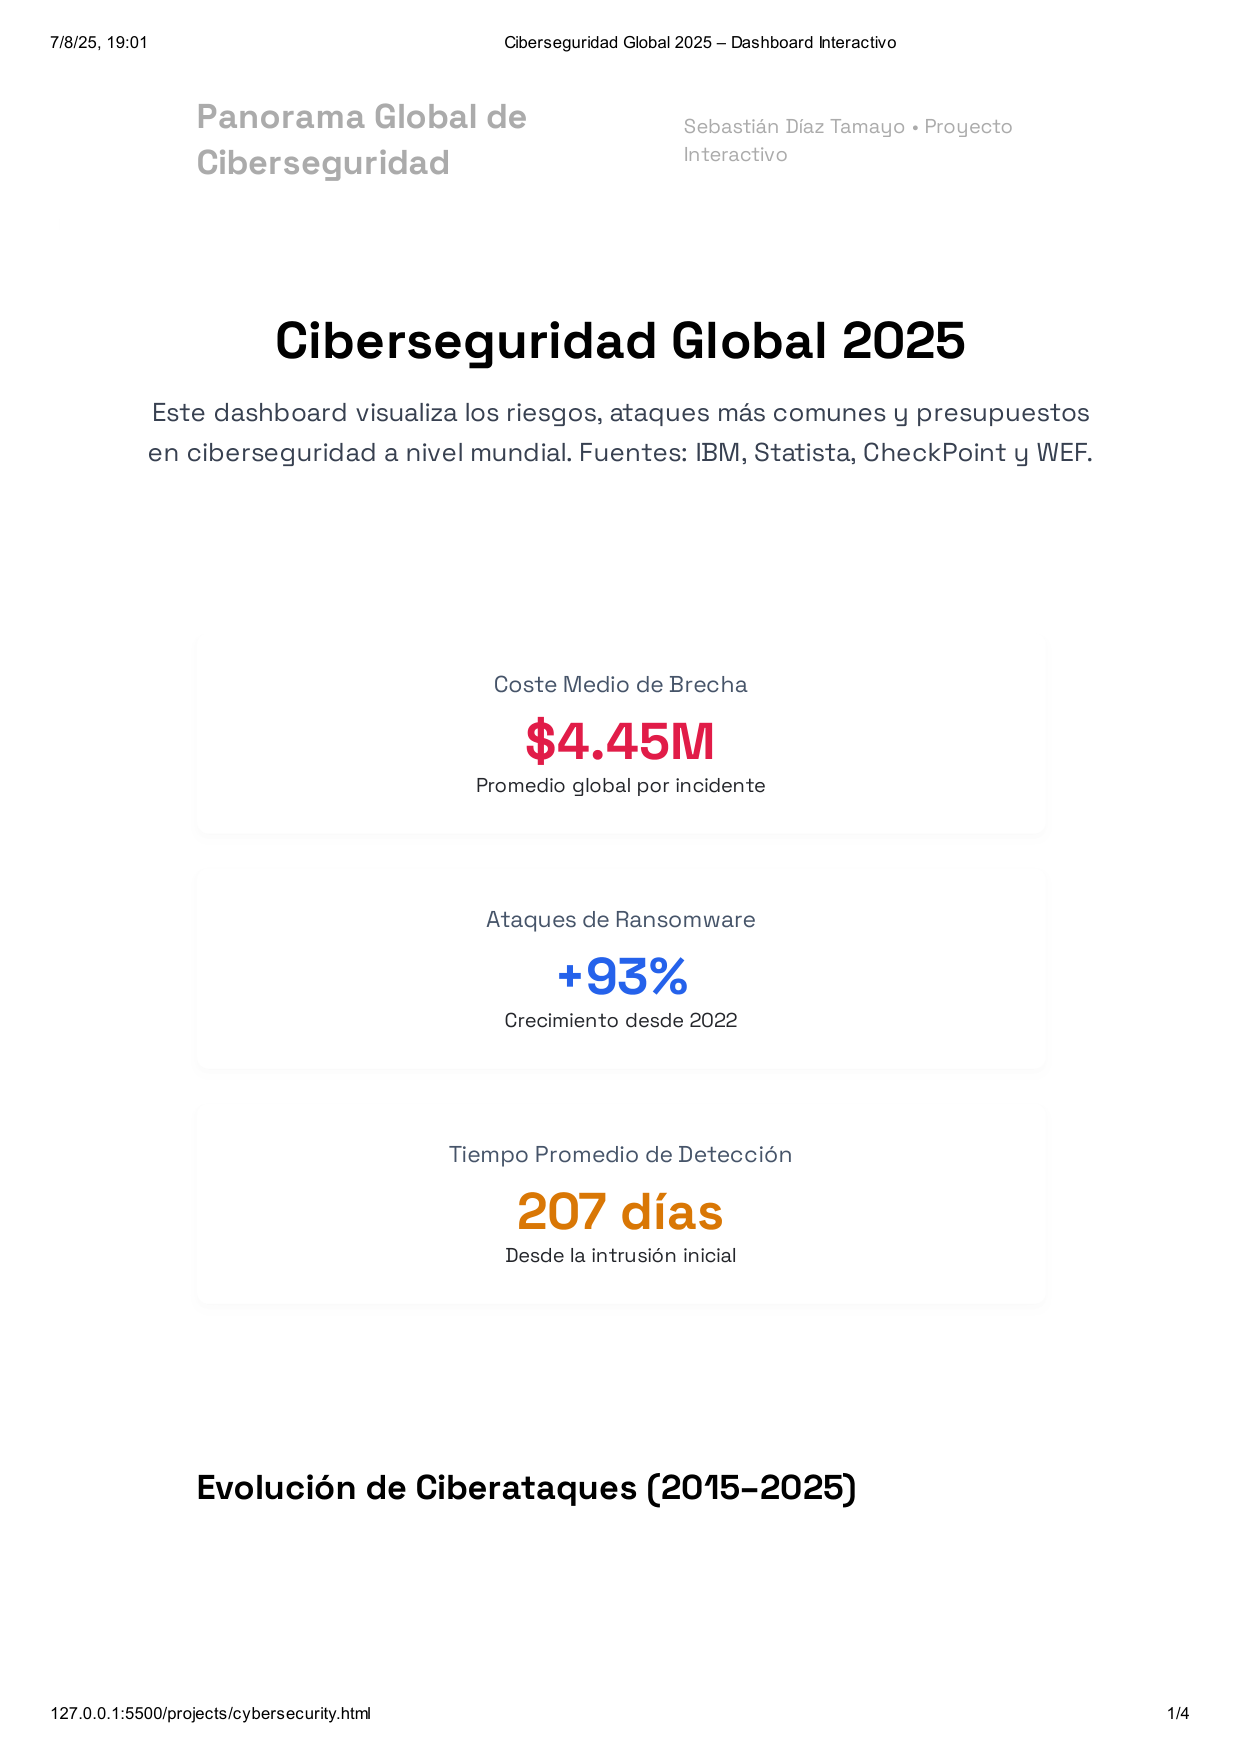 7/8/25, 19:01
Ciberseguridad Global 2025 – Dashboard Interactivo
Panorama Global de
Ciberseguridad
Sebastián Díaz Tamayo • Proyecto
Interactivo
Ciberseguridad Global 2025
Este dashboard visualiza los riesgos, ataques más comunes y presupuestos
en ciberseguridad a nivel mundial. Fuentes: IBM, Statista, CheckPoint y WEF.
Coste Medio de Brecha
$4.45M
Promedio global por incidente
Ataques de Ransomware
+93%
Crecimiento desde 2022
Tiempo Promedio de Detección
207 días
Desde la intrusión inicial
Evolución de Ciberataques (2015–2025)
127.0.0.1:5500/projects/cybersecurity.html
1/4